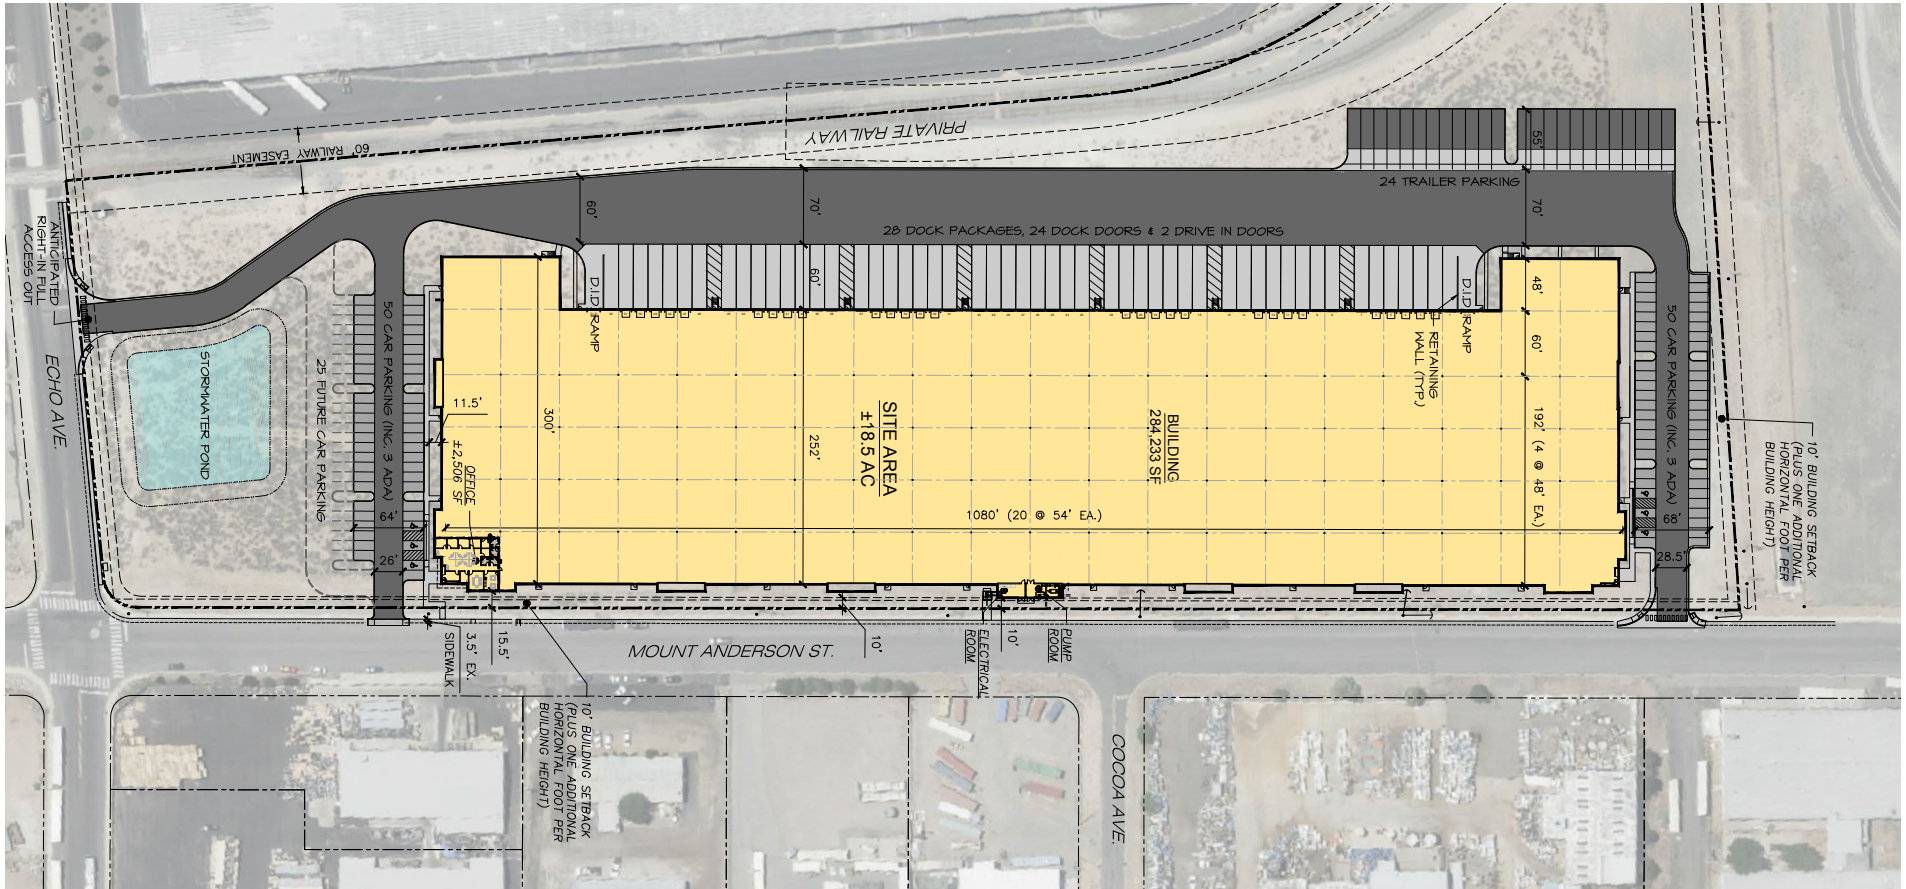 PRIVATE RAILWAY
60' RAILWAY EASEMENT
55'
24 TRAILER PARKING
60'
70'
70'
28 DOCK PACKAGES, 24 DOCK DOORS & 2 DRIVE IN DOORS
ANTICIPATED
RIGHT-IN FULL
ACCESS OUT
ECHO AVE.
STORMWATER POND
25 FUTURE CAR PARKING
50 CAR PARKING (INC. 3 ADA)
64'
26'
11.5'
OFFICE
±2,506 SF
D.I.D
RAMP
60'
300'
252'
SITE AREA
±18.5 AC
BUILDING
284,233 SF
1080' (20 @ 54' EA.)
D.I.D
RAMP
RETAINING
WALL (TYP.)
48'
60'
192' (4 @ 48' EA.)
50 CAR PARKING (INC. 3 ADA)
68'
28.5'
10' BUILDING SETBACK
(PLUS ONE ADDITIONAL
HORIZONTAL FOOT PER
BUILDING HEIGHT)
3.5' EX.
SIDEWALK
15.5'
10' BUILDING SETBACK
(PLUS ONE ADDITIONAL
HORIZONTAL FOOT PER
BUILDING HEIGHT)
MOUNT ANDERSON ST.
10'
ELECTRICAL
ROOM
10'
PUMP
ROOM
COCOA AVE.